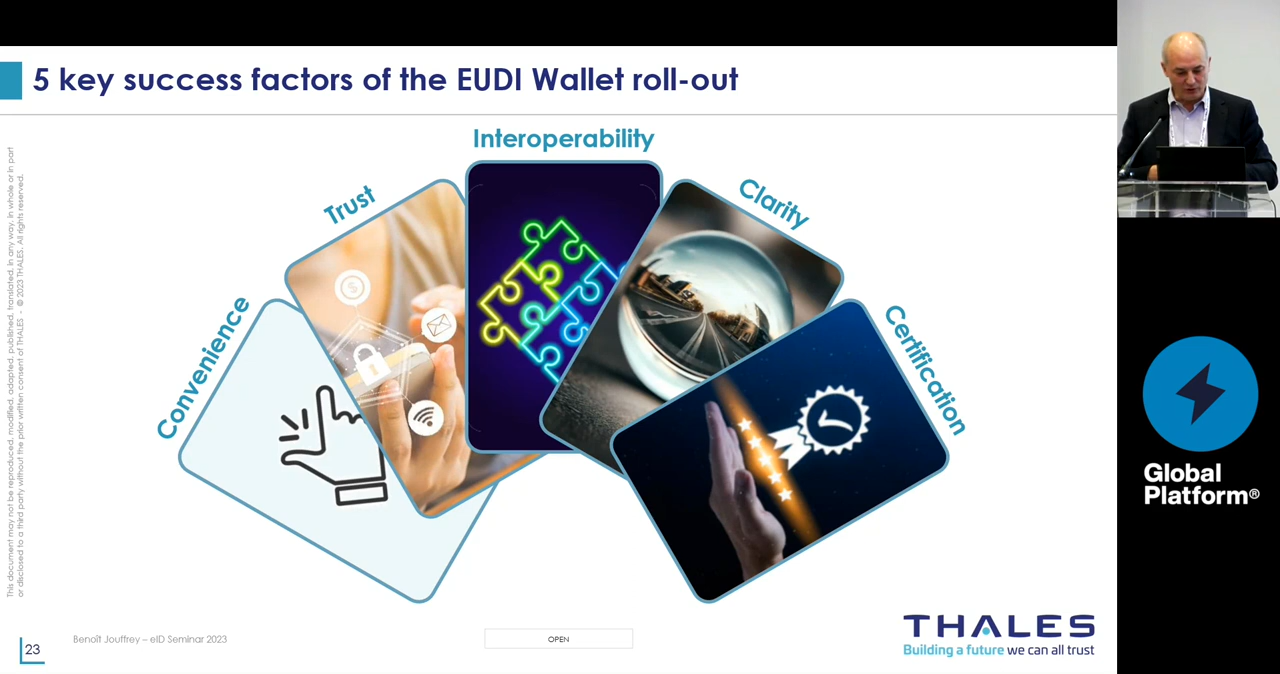 5 key success factors of the EUDI Wallet roll-out
Interoperability
Trust
Clarity
Convenience
Certification
This document may not be reproduced, modified, adapted, published, translated, in any way, in whole or in part
or disclosed to a third party without the prior written consent of THALES - © 2023 THALES. All rights reserved.
Global
Platform®
Benoît Jouffrey – eID Seminar 2023
OPEN
23
THALES
Building a future we can all trust